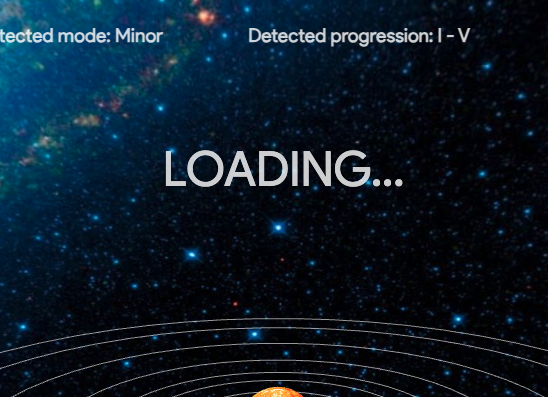 tected mode: Minor
Detected progression: I - V
LOADING...